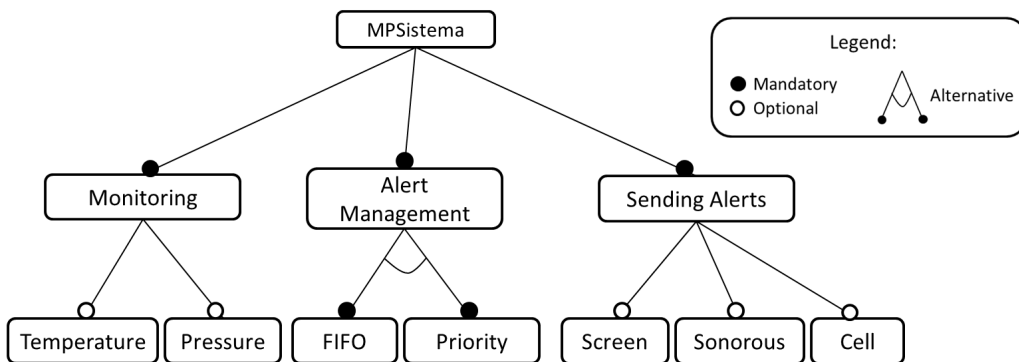 MPSistema
Legend:
Mandatory
Optional
Alternative
Monitoring
Alert
Management
Sending Alerts
Temperature
Pressure
FIFO
Priority
Screen
Sonorous
Cell